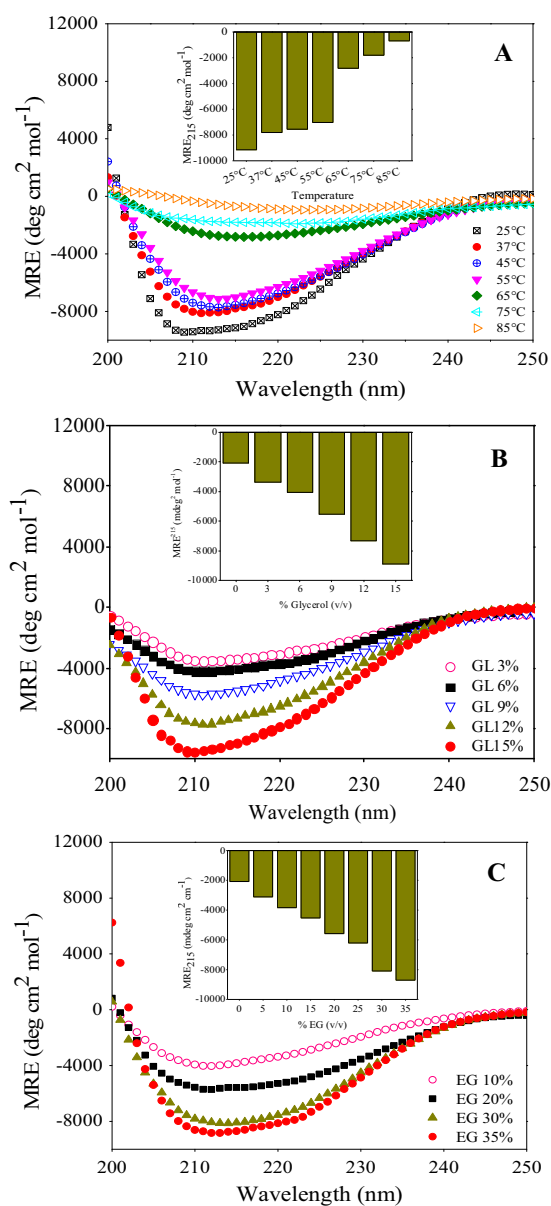 A
12000
8000
4000
0
-4000
-8000
MRE (deg cm² mol⁻¹)
0
-2000
-4000
-6000
-8000
-10000
MRE₂₁₅ (deg cm² mol⁻¹)
25°C 37°C 45°C 55°C 65°C 75°C 85°C
Temperature
25°C
37°C
45°C
55°C
65°C
75°C
85°C
200 210 220 230 240 250
Wavelength (nm)
B
12000
8000
4000
0
-4000
-8000
MRE (deg cm² mol⁻¹)
0
-2000
-4000
-6000
-8000
-10000
MRE²¹⁵ (mdeg² mol⁻¹)
0 3 6 9 12 15
% Glycerol (v/v)
GL 3%
GL 6%
GL 9%
GL12%
GL15%
200 210 220 230 240 250
Wavelength (nm)
C
12000
8000
4000
0
-4000
-8000
MRE (deg cm² mol⁻¹)
0
-2000
-4000
-6000
-8000
-10000
MRE₂₁₅ (mdeg cm² cm⁻¹)
0 5 10 15 20 25 30 35
% EG (v/v)
EG 10%
EG 20%
EG 30%
EG 35%
200 210 220 230 240 250
Wavelength (nm)